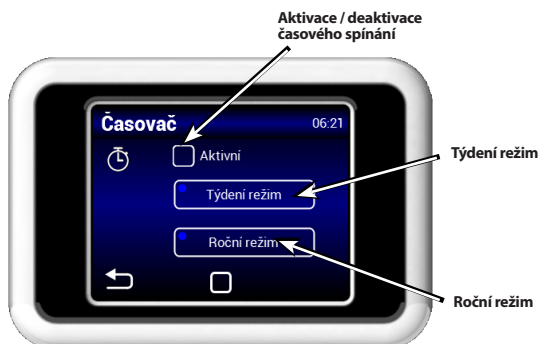 Aktivace / deaktivace
časového spínání
Časovač
06:21
Aktivní
Týdení režim
Týdení režim
Roční režim
Roční režim